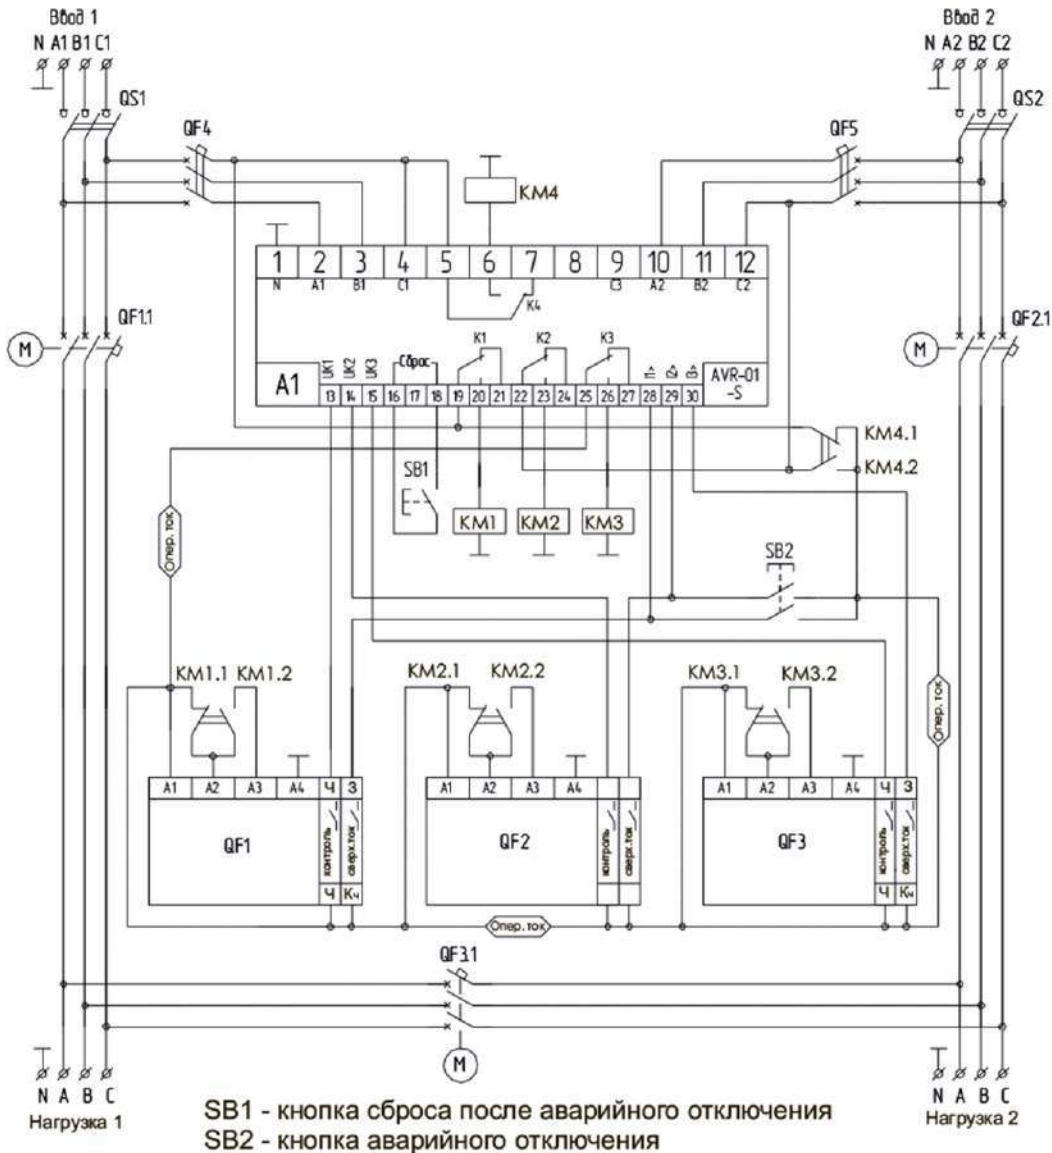 Ввод 1
Ввод 2
N A1 B1 C1
N A2 B2 C2
QS1
QS2
QF4
QF5
KM4
1 2 3 4 5 6 7 8 9 10 11 12
N A1 B1 C1 C3 A2 B2 C2
K4
QF1.1
QF2.1
M
M
K1 K2 K3
UK1 UK2 UK3 Сброс
A1
AVR-01
-S
13 14 15 16 17 18 19 20 21 22 23 24 25 26 27 28 29 30
KM4.1
KM4.2
SB1
KM1 KM2 KM3
Опер. ток
SB2
KM1.1 KM1.2
KM2.1 KM2.2
KM3.1 KM3.2
Опер. ток
A1 A2 A3 A4 Ч З
A1 A2 A3 A4
A1 A2 A3 A4 Ч З
QF1
контроль
сверх.ток
QF2
контроль
сверх.ток
QF3
контроль
сверх.ток
Ч Кч
Ч Кч
Опер. ток
QF3.1
M
N A B C
N A B C
Нагрузка 1
Нагрузка 2
SB1 - кнопка сброса после аварийного отключения
SB2 - кнопка аварийного отключения